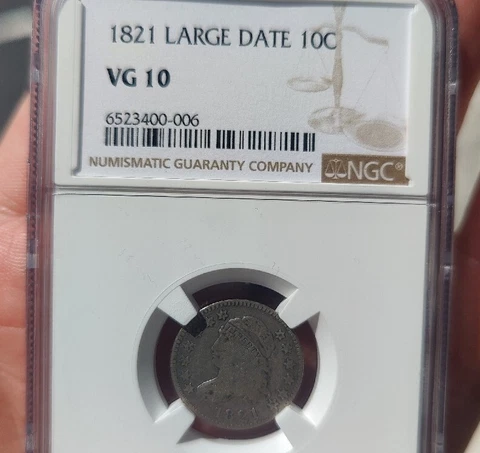 1821 LARGE DATE 10C
VG 10
6523400-006
NUMISMATIC GUARANTY COMPANY NGC®